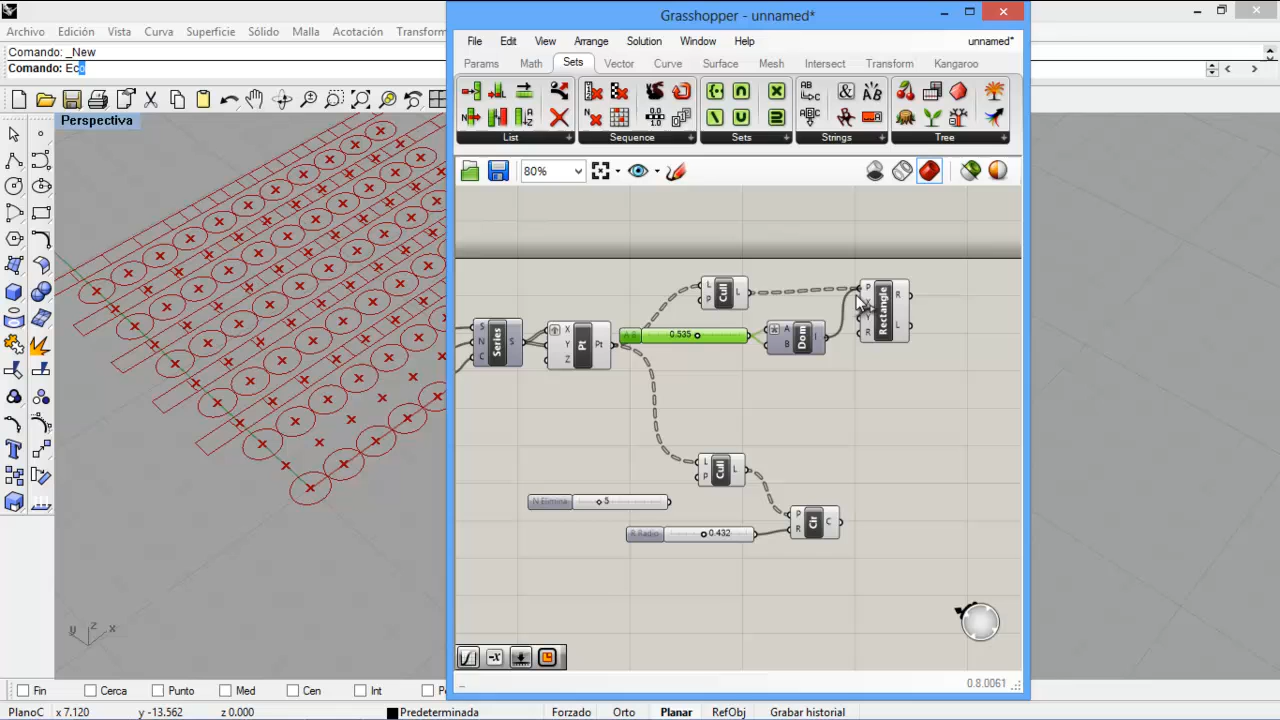 Grasshopper - unnamed*
Archivo Edición Vista Curva Superficie Sólido Malla Acotación Transform
Comando: _New
Comando: Eco
Perspectiva
File Edit View Arrange Solution Window Help unnamed*
Params Math Sets Vector Curve Surface Mesh Intersect Transform Kangaroo
List Sequence Sets Strings Tree
80%
L P Cull L
P Rectangle R
R L
S N C Series S
X Y Z Pt Pt
0.535
A B Dom I
L P Cull L
N Elimina 5
R Radio 0.432
P R Cir C
z
y x
0.8.0061
Fin Cerca Punto Med Cen Int
PlanoC x 7.120 y -13.562 z 0.000 Predeterminada Forzado Orto Planar RefObj Grabar historial